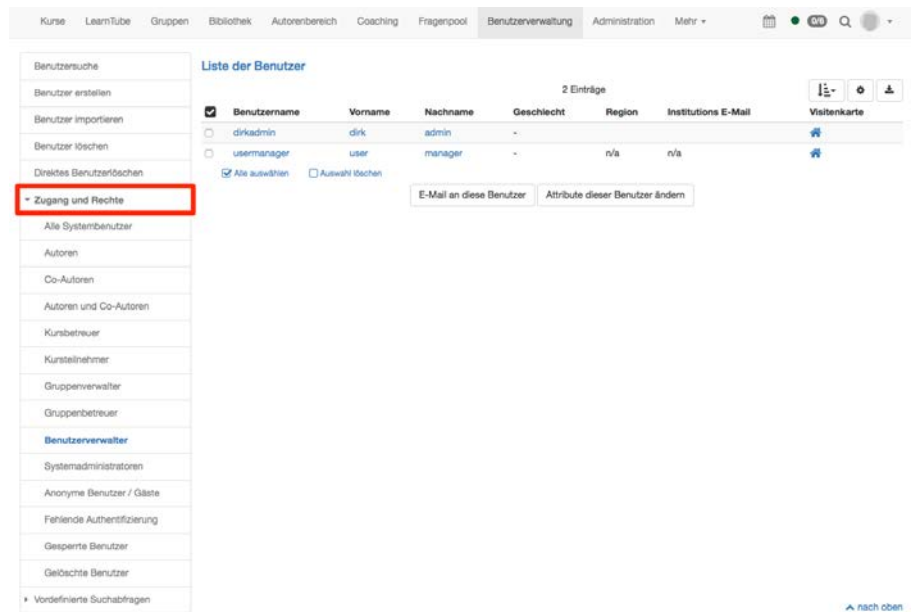 Kurse LearnTube Gruppen Bibliothek Autorenbereich Coaching Fragenpool Benutzerverwaltung Administration Mehr 0/6
Benutzersuche
Benutzer erstellen
Benutzer importieren
Benutzer löschen
Direktes Benutzerlöschen
Zugang und Rechte
Alle Systembenutzer
Autoren
Co-Autoren
Autoren und Co-Autoren
Kursbetreuer
Kursteilnehmer
Gruppenverwalter
Gruppenbetreuer
Benutzerverwalter
Systemadministratoren
Anonyme Benutzer / Gäste
Fehlende Authentifizierung
Gesperrte Benutzer
Gelöschte Benutzer
Vordefinierte Suchabfragen
Liste der Benutzer
2 Einträge
Benutzername Vorname Nachname Geschlecht Region Institutions E-Mail Visitenkarte
dirkadmin dirk admin -
usermanager user manager - n/a n/a
Alle auswählen Auswahl löschen
E-Mail an diese Benutzer Attribute dieser Benutzer ändern
nach oben